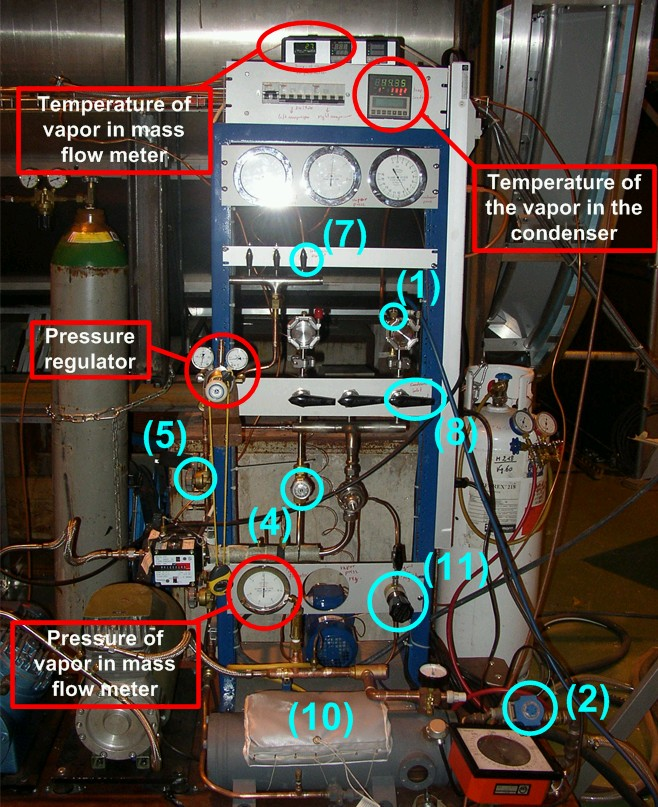 Temperature of
vapor in mass
flow meter
Temperature of
the vapor in the
condenser
(7)
(1)
Pressure
regulator
(8)
(5)
(4)
(11)
Pressure of
vapor in mass
flow meter
(10)
(2)